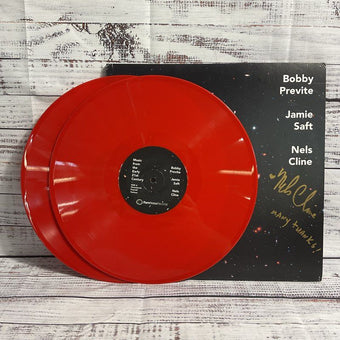 Bobby
Previte
Jamie
Saft
Nels
Cline
Nels Cline
MANY THANKS!
Music
from
the
Early
21st
Century
Bobby
Previte
Jamie
Saft
Nels
Cline